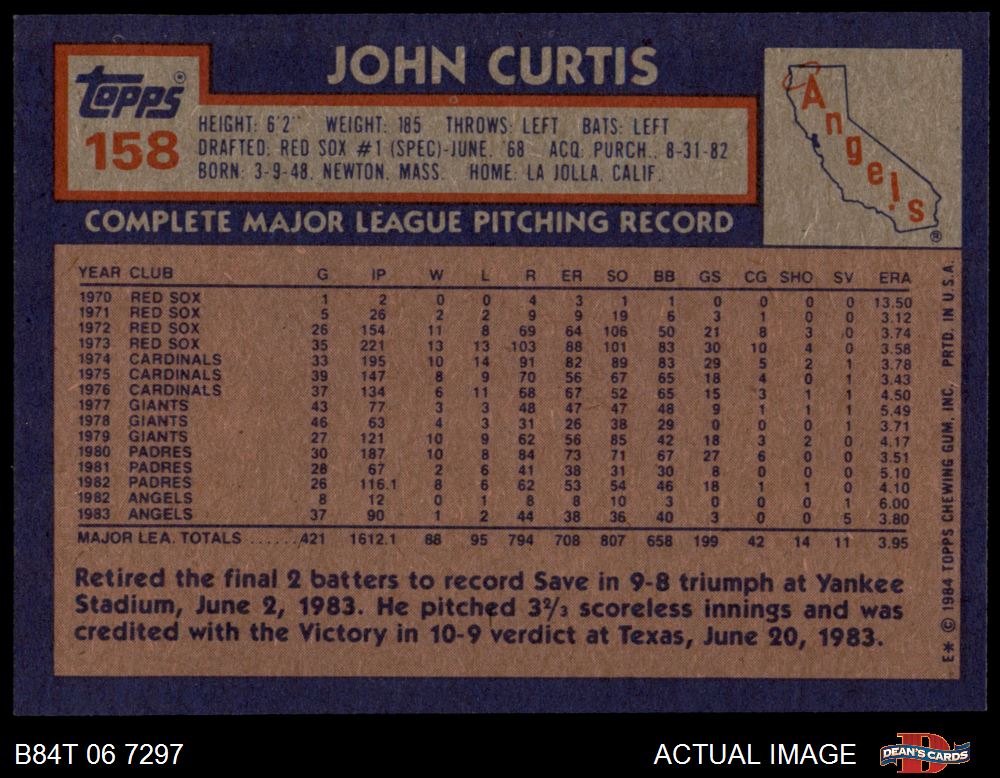 JOHN CURTIS
Topps
158
HEIGHT: 6'2" WEIGHT: 185 THROWS: LEFT BATS: LEFT
DRAFTED: RED SOX #1 (SPEC)-JUNE, '68 ACQ: PURCH., 8-31-82
BORN: 3-9-48, NEWTON, MASS. HOME: LA JOLLA, CALIF.
Angels
®
COMPLETE MAJOR LEAGUE PITCHING RECORD
YEAR CLUB G IP W L R ER SO BB GS CG SHO SV ERA
1970 RED SOX 1 2 0 0 4 3 1 1 0 0 0 0 13.50
1971 RED SOX 5 26 2 2 9 9 19 6 3 1 0 0 3.12
1972 RED SOX 26 154 11 8 69 64 106 50 21 8 3 0 3.74
1973 RED SOX 35 221 13 13 103 88 101 83 30 10 4 0 3.58
1974 CARDINALS 33 195 10 14 91 82 89 83 29 5 2 1 3.78
1975 CARDINALS 39 147 8 9 70 56 67 65 18 4 0 1 3.43
1976 CARDINALS 37 134 6 11 68 67 52 65 15 3 1 1 4.50
1977 GIANTS 43 77 3 3 48 47 47 48 9 1 1 1 5.49
1978 GIANTS 46 63 4 3 31 26 38 29 0 0 0 1 3.71
1979 GIANTS 27 121 10 9 62 56 85 42 18 3 2 0 4.17
1980 PADRES 30 187 10 8 84 73 71 67 27 6 0 0 3.51
1981 PADRES 28 67 2 6 41 38 31 30 8 0 0 0 5.10
1982 PADRES 26 116.1 8 6 62 53 54 46 18 1 1 0 4.10
1982 ANGELS 8 12 0 1 8 8 10 3 0 0 0 1 6.00
1983 ANGELS 37 90 1 2 44 38 36 40 3 0 0 5 3.80
MAJOR LEA. TOTALS ...... 421 1612.1 88 95 794 708 807 658 199 42 14 11 3.95
Retired the final 2 batters to record Save in 9-8 triumph at Yankee
Stadium, June 2, 1983. He pitched 3⅔ scoreless innings and was
credited with the Victory in 10-9 verdict at Texas, June 20, 1983.
E✶ © 1984 TOPPS CHEWING GUM, INC. PRTD. IN U.S.A.
B84T 06 7297
ACTUAL IMAGE
DEAN'S CARDS